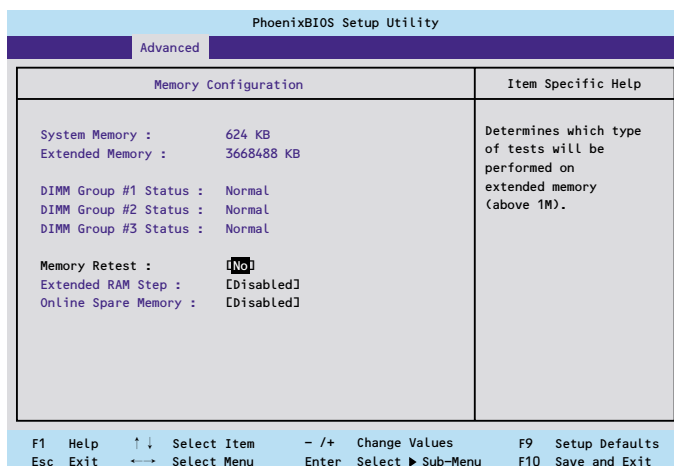 PhoenixBIOS Setup Utility
Advanced
Memory Configuration
Item Specific Help
System Memory : 624 KB
Extended Memory : 3668488 KB
DIMM Group #1 Status : Normal
DIMM Group #2 Status : Normal
DIMM Group #3 Status : Normal
Memory Retest : [No]
Extended RAM Step : [Disabled]
Online Spare Memory : [Disabled]
Determines which type
of tests will be
performed on
extended memory
(above 1M).
F1 Help ↑↓ Select Item - /+ Change Values F9 Setup Defaults
Esc Exit ←→ Select Menu Enter Select ▶ Sub-Menu F10 Save and Exit